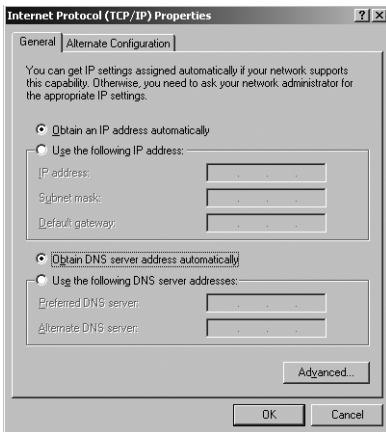 Internet Protocol (TCP/IP) Properties
General
Alternate Configuration
You can get IP settings assigned automatically if your network supports
this capability. Otherwise, you need to ask your network administrator for
the appropriate IP settings.
Obtain an IP address automatically
Use the following IP address:
IP address:
Subnet mask:
Default gateway:
Obtain DNS server address automatically
Use the following DNS server addresses:
Preferred DNS server:
Alternate DNS server:
Advanced...
OK
Cancel